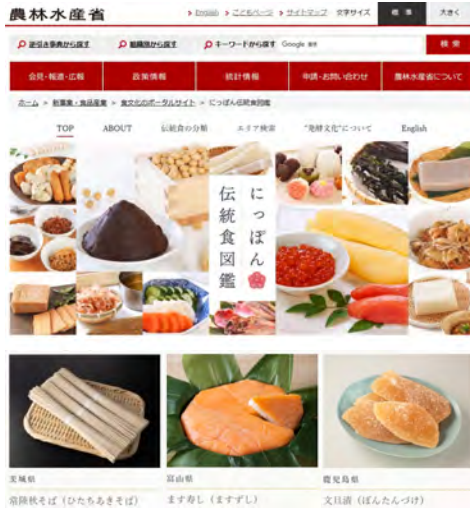 農林水産省
English こどもページ サイトマップ 文字サイズ 標準 大きく
逆引き事典から探す 組織別から探す キーワードから探す Google 検索
会見・報道・広報 政策情報 統計情報 申請・お問い合わせ 農林水産省について
ホーム > 新事業・食品産業 > 食文化のポータルサイト > にっぽん伝統食図鑑
TOP ABOUT 伝統食の分類 エリア検索 "発酵文化"について English
にっぽん
伝統食図鑑
茨城県 富山県 鹿児島県
常陸秋そば（ひたちあきそば） ます寿し（ますずし） 文旦漬（ぼんたんづけ）